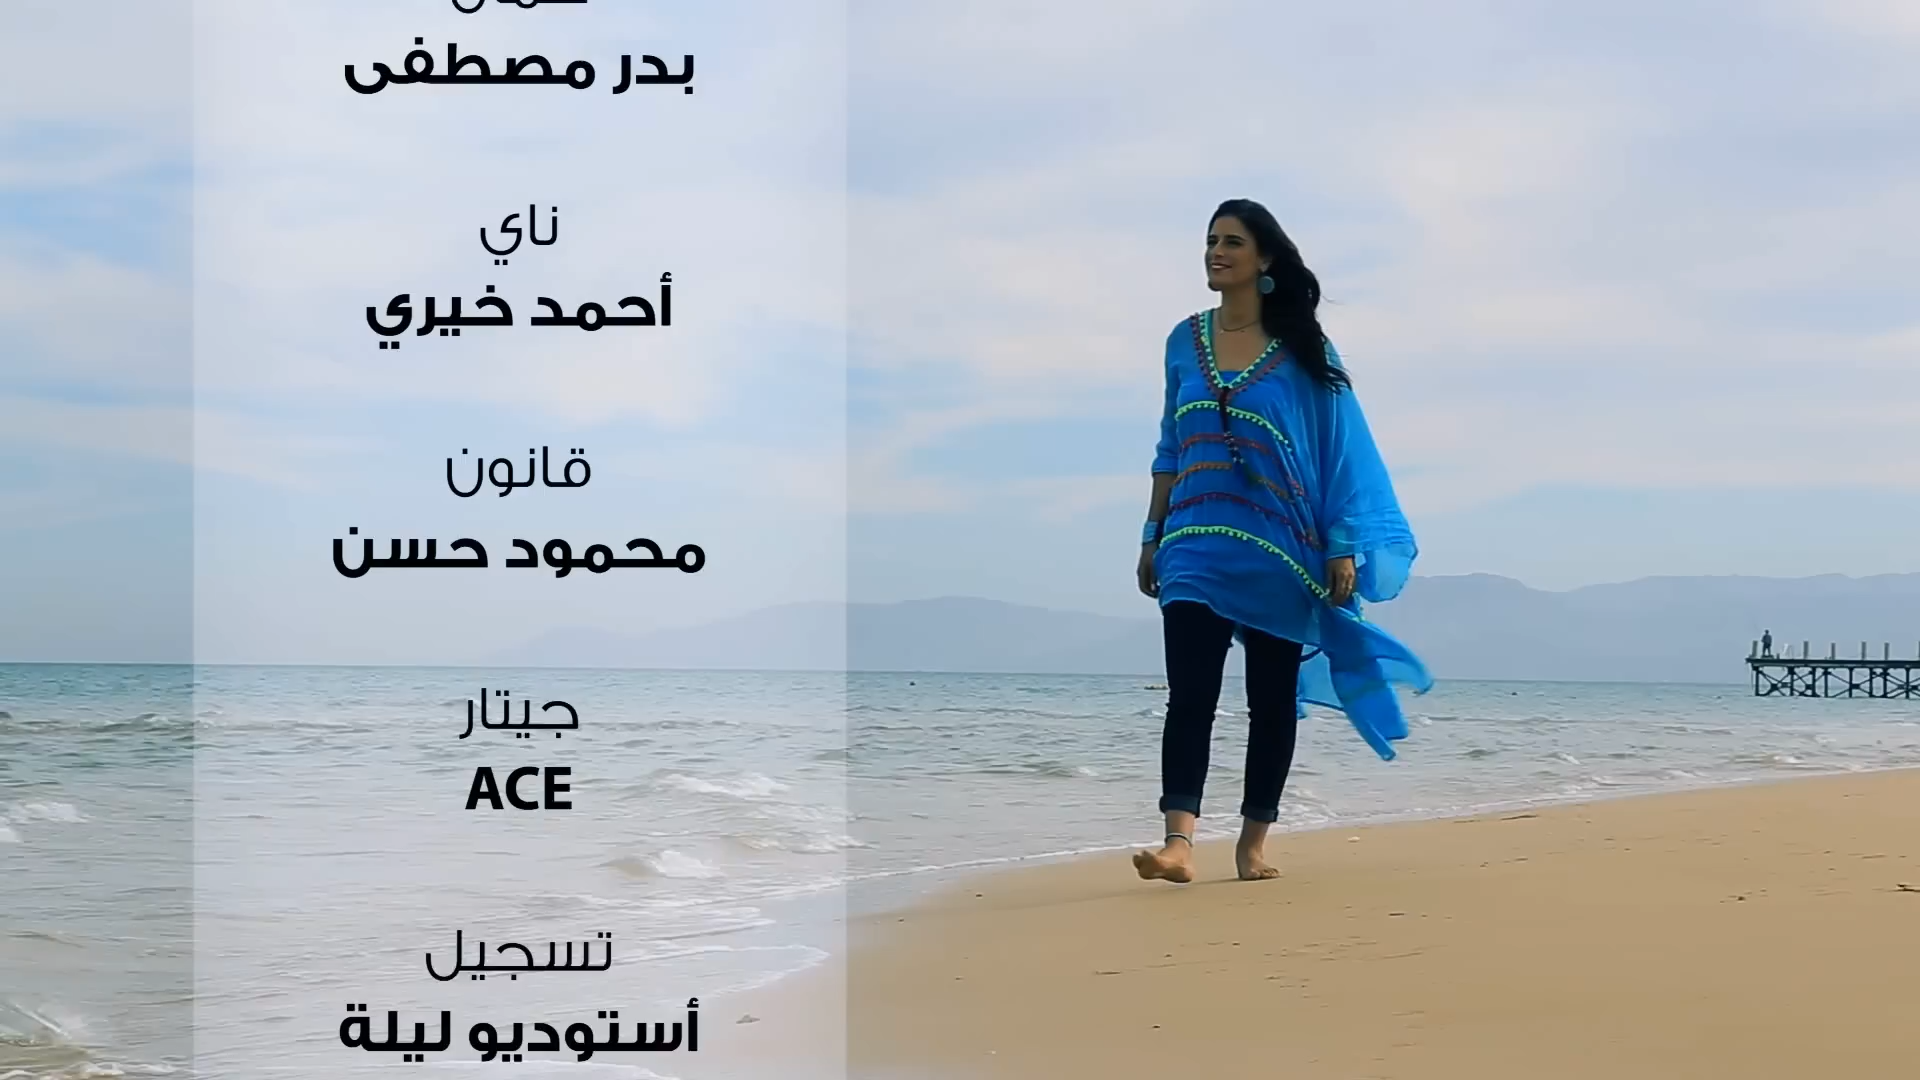 بدر مصطفى
ناي
أحمد خيري
قانون
محمود حسن
جيتار
ACE
تسجيل
أستوديو ليلة